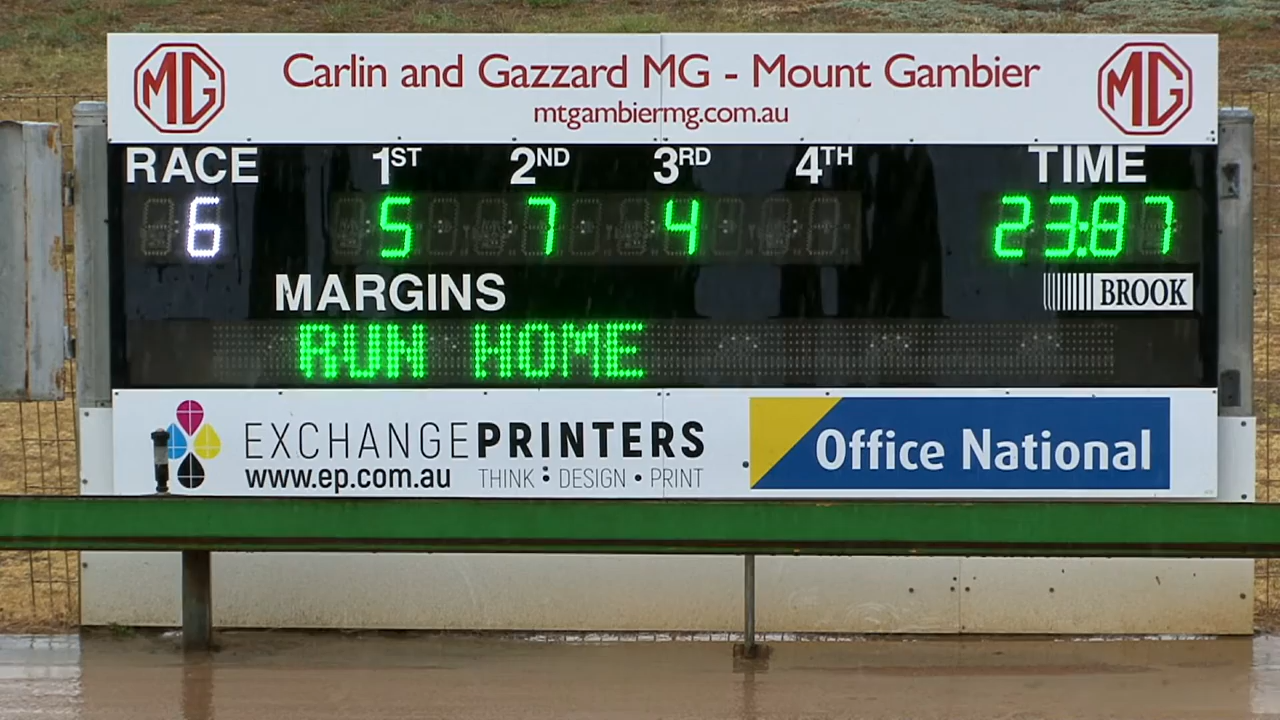 MG Carlin and Gazzard MG - Mount Gambier MG
mtgambiermg.com.au
RACE 1ST 2ND 3RD 4TH TIME
6 5 7 4 23:87
MARGINS BROOK
RUN HOME
EXCHANGEPRINTERS Office National
www.ep.com.au THINK : DESIGN • PRINT